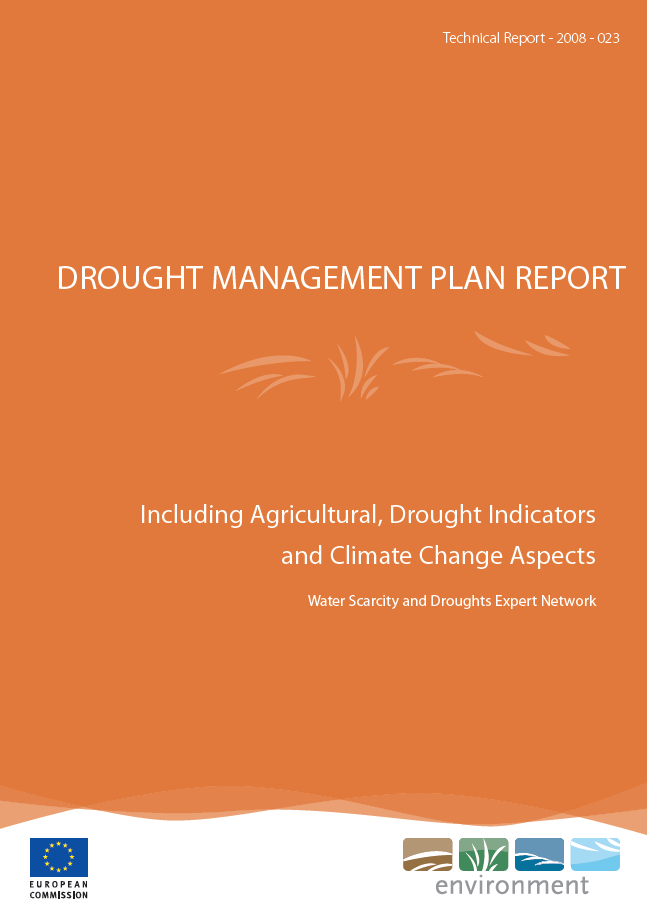 Technical Report - 2008 - 023
DROUGHT MANAGEMENT PLAN REPORT
Including Agricultural, Drought Indicators
and Climate Change Aspects
Water Scarcity and Droughts Expert Network
EUROPEAN
COMMISSION
environment